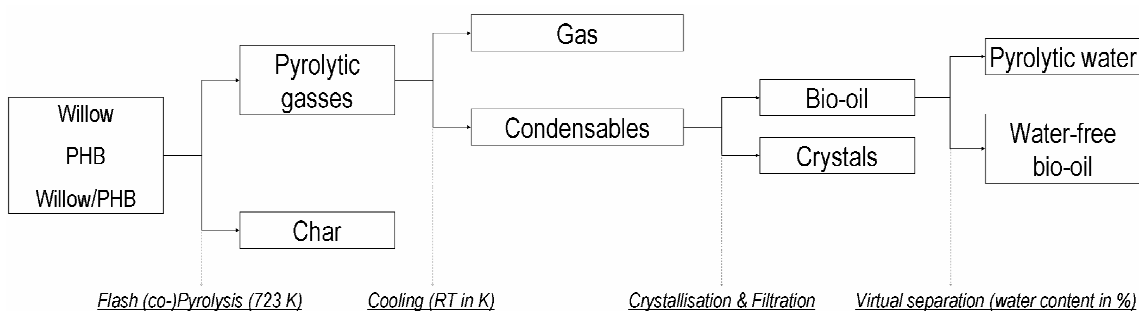 Willow
PHB
Willow/PHB
Pyrolytic
gasses
Char
Gas
Condensables
Bio-oil
Crystals
Pyrolytic water
Water-free
bio-oil
Flash (co-)Pyrolysis (723 K)
Cooling (RT in K)
Crystallisation & Filtration
Virtual separation (water content in %)